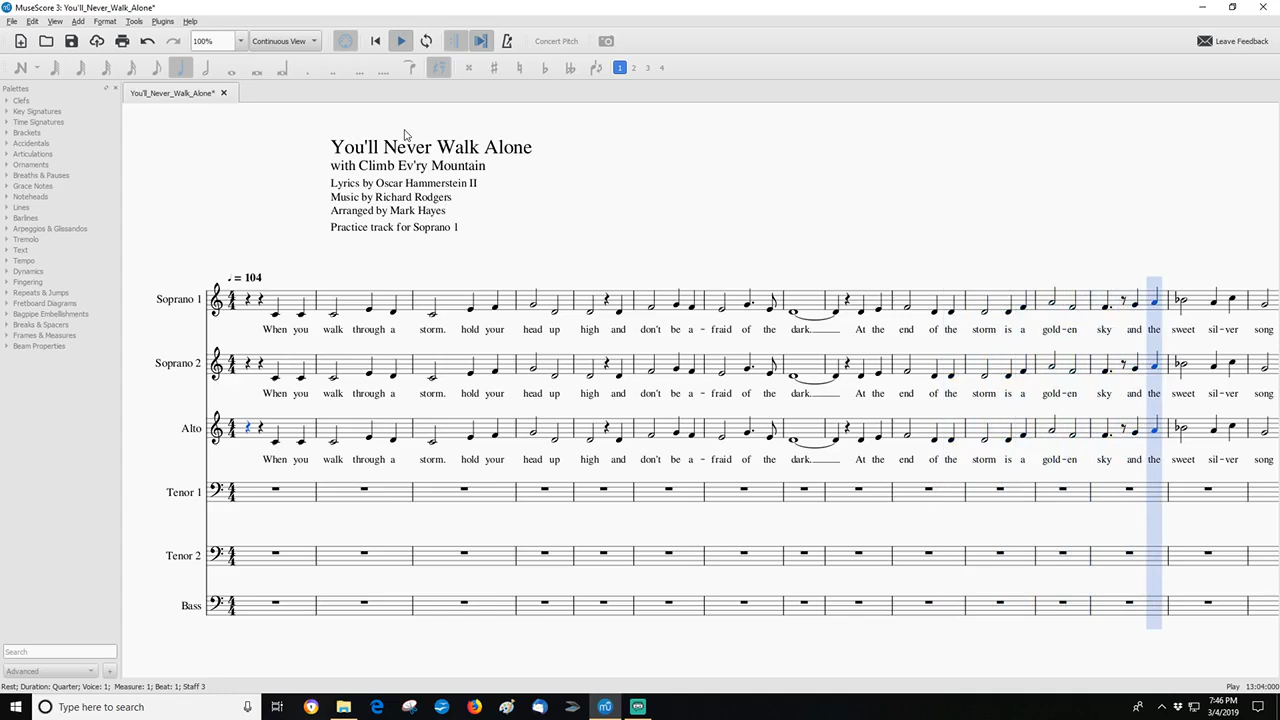 MuseScore 3: You'll_Never_Walk_Alone*
File Edit View Add Format Tools Plugins Help
100% Continuous View Concert Pitch Leave Feedback
1 2 3 4
Palettes
You'll_Never_Walk_Alone*
Clefs
Key Signatures
Time Signatures
Brackets
Accidentals
Articulations
Ornaments
Breaths & Pauses
Grace Notes
Noteheads
Lines
Barlines
Arpeggios & Glissandos
Tremolo
Text
Tempo
Dynamics
Fingering
Repeats & Jumps
Fretboard Diagrams
Bagpipe Embellishments
Breaks & Spacers
Frames & Measures
Beam Properties
You'll Never Walk Alone
with Climb Ev'ry Mountain
Lyrics by Oscar Hammerstein II
Music by Richard Rodgers
Arranged by Mark Hayes
Practice track for Soprano 1
= 104
Soprano 1
When you walk through a storm. hold your head up high and don't be a - fraid of the dark. At the end of the storm is a gold-en sky and the sweet sil-ver song
Soprano 2
When you walk through a storm. hold your head up high and don't be a - fraid of the dark. At the end of the storm is a gold-en sky and the sweet sil-ver song
Alto
When you walk through a storm. hold your head up high and don't be a - fraid of the dark. At the end of the storm is a gold-en sky and the sweet sil-ver song
Tenor 1
Tenor 2
Bass
Search
Advanced +
Rest; Duration: Quarter; Voice: 1; Measure: 1; Beat: 1; Staff 3 Play 13:04:000
Type here to search
7:46 PM
3/4/2019